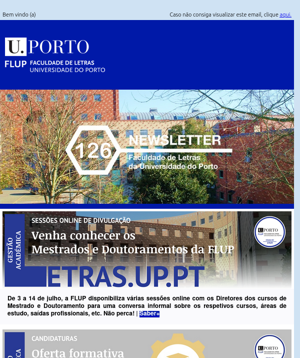 Bem vindo (a)
Caso não consiga visualizar este email, clique aqui.
U. PORTO
FLUP FACULDADE DE LETRAS
UNIVERSIDADE DO PORTO
126
NEWSLETTER
Faculdade de Letras
da Universidade do Porto
GESTÃO
ACADÉMICA
SESSÕES ONLINE DE DIVULGAÇÃO
Venha conhecer os
Mestrados e Doutoramentos da FLUP
U.PORTO
ETRAS.UP.PT
De 3 a 14 de julho, a FLUP disponibiliza várias sessões online com os Diretores dos cursos de
Mestrado e Doutoramento para uma conversa informal sobre os respetivos cursos, áreas de
estudo, saídas profissionais, etc. Não perca! | Saber+
CANDIDATURAS
Oferta formativa
U.PORTO